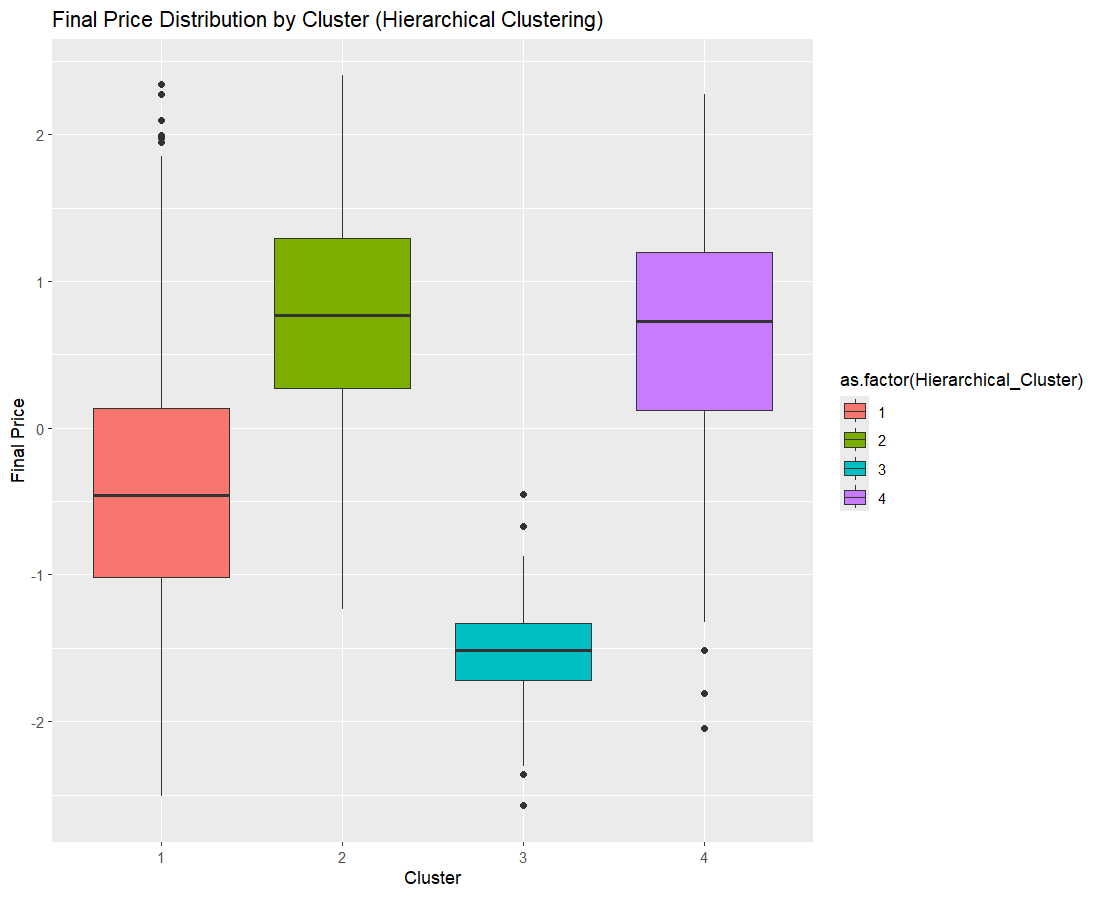 Final Price Distribution by Cluster (Hierarchical Clustering)
Final Price
2
1
0
-1
-2
1 2 3 4
Cluster
as.factor(Hierarchical_Cluster)
1
2
3
4